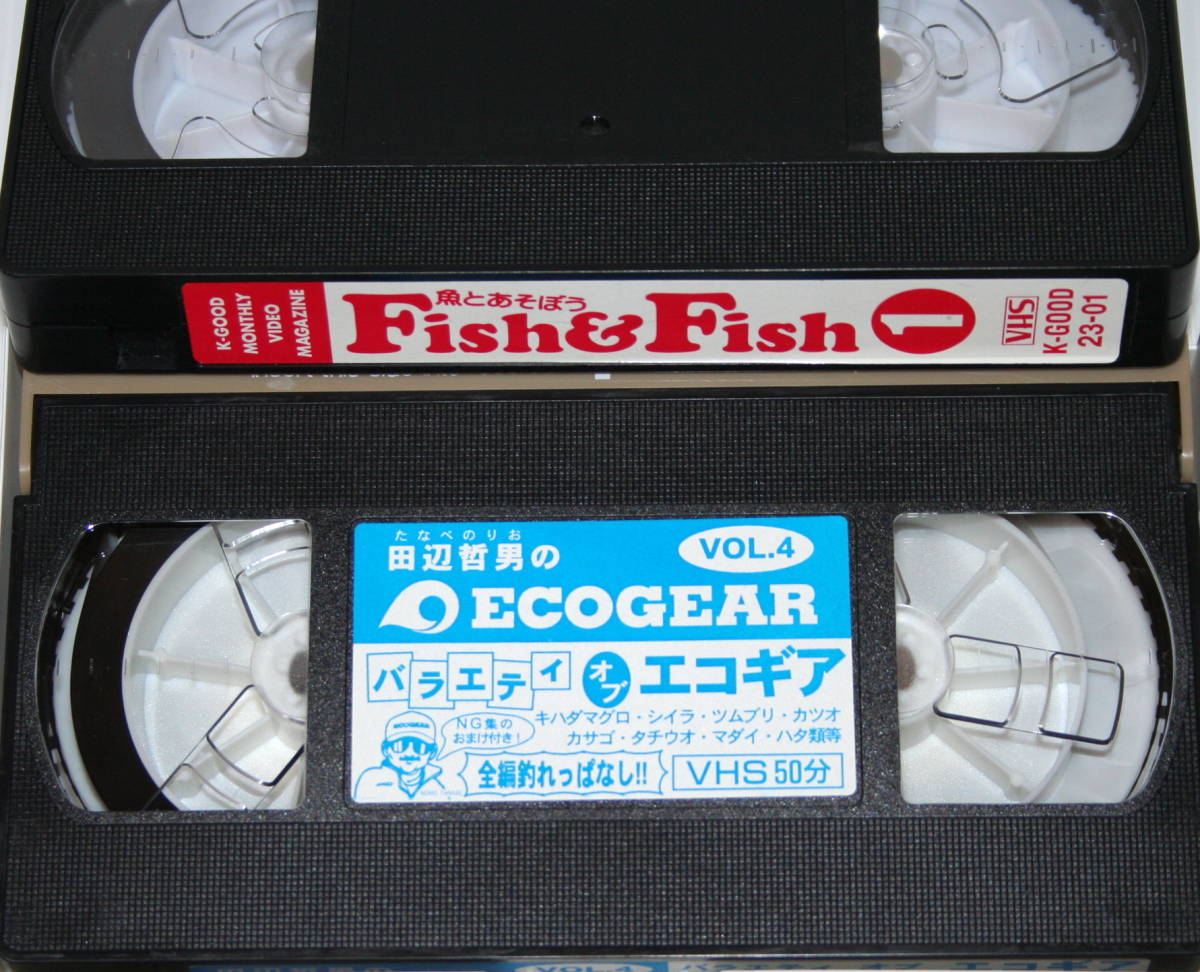 K-GOOD
MONTHLY
VIDEO
MAGAZINE
魚とあそぼう
Fish&Fish
1
VHS
K-GOOD
23-01
たなべのりお
田辺哲男の
VOL.4
ECOGEAR
バラエティ オブ エコギア
ECOGEAR
NG集の
おまけ付き!
キハダマグロ・シイラ・ツムブリ・カツオ
カサゴ・タチウオ・マダイ・ハタ類等
全編釣れっぱなし!!
VHS 50分
VOL.4